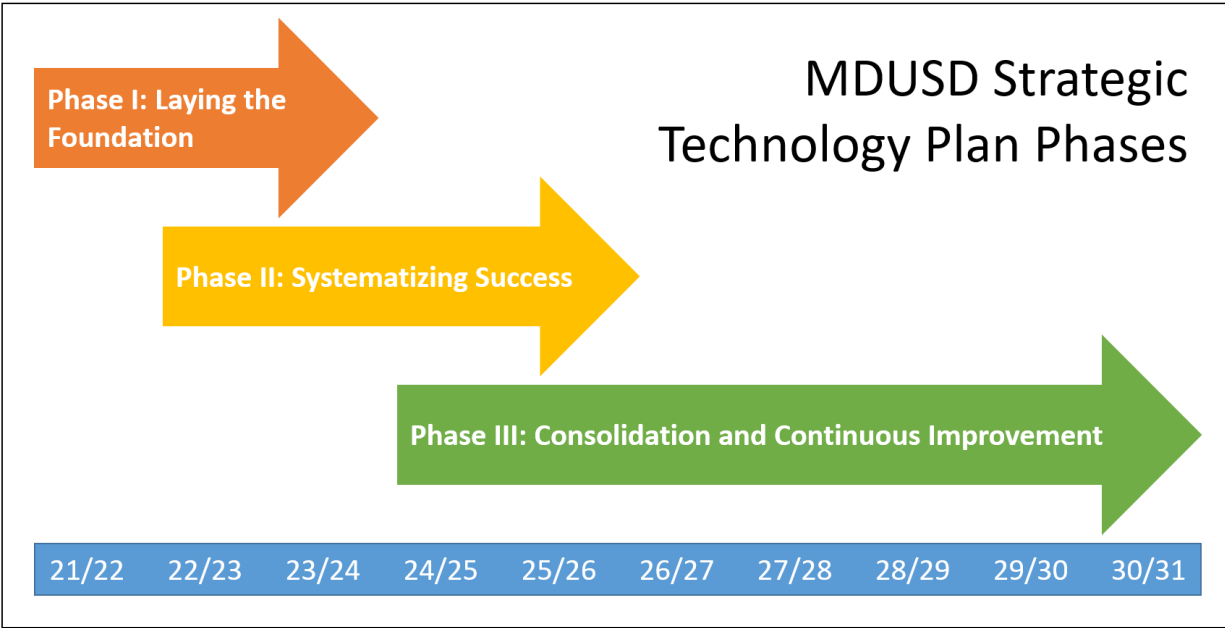 MDUSD Strategic
Technology Plan Phases
Phase I: Laying the
Foundation
Phase II: Systematizing Success
Phase III: Consolidation and Continuous Improvement
21/22 22/23 23/24 24/25 25/26 26/27 27/28 28/29 29/30 30/31